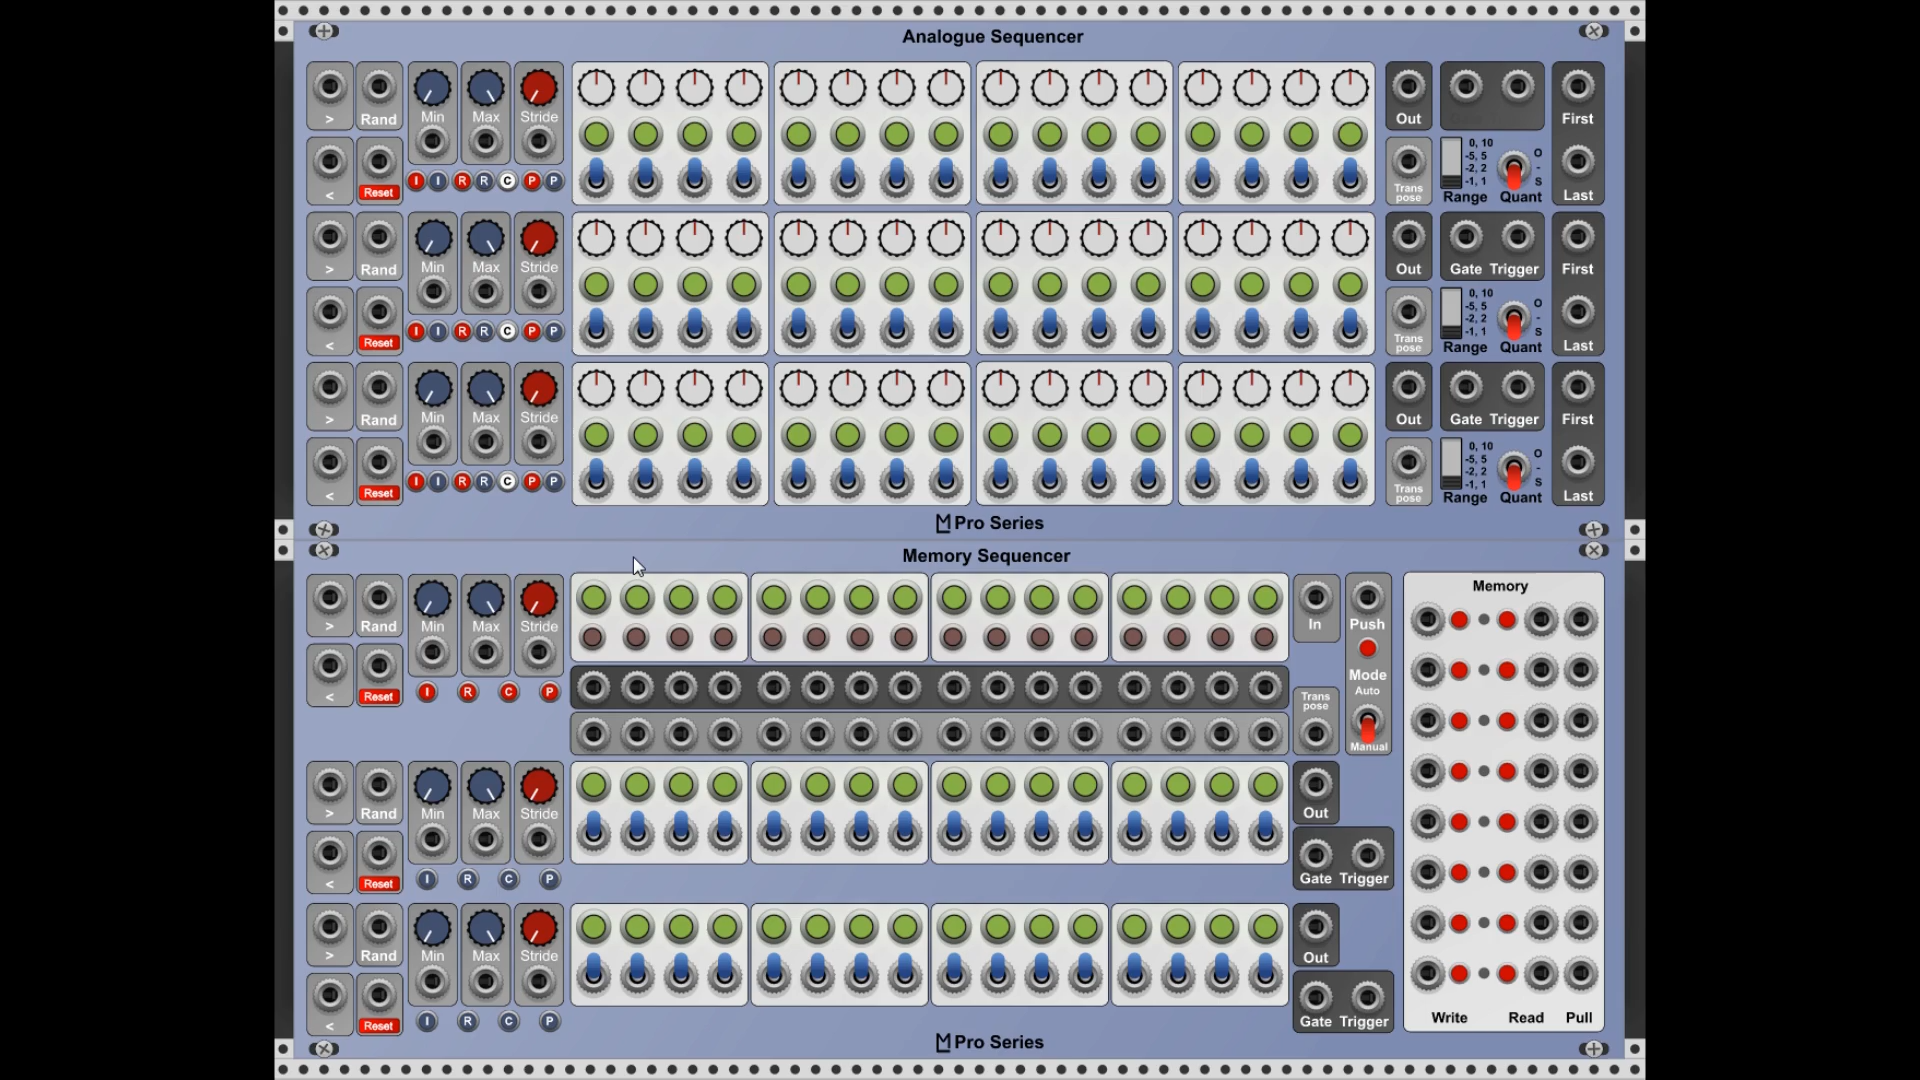 Analogue Sequencer
> Rand Min Max Stride Out First
0, 10
-5, 5
-2, 2
-1, 1
O
-
S
< Reset I I R R C P P Trans pose Range Quant Last
> Rand Min Max Stride Out Gate Trigger First
0, 10
-5, 5
-2, 2
-1, 1
O
-
S
< Reset I I R R C P P Trans pose Range Quant Last
> Rand Min Max Stride Out Gate Trigger First
0, 10
-5, 5
-2, 2
-1, 1
O
-
S
< Reset I I R R C P P Trans pose Range Quant Last
M Pro Series
Memory Sequencer
Memory
> Rand Min Max Stride In Push
Mode
Auto
< Reset I R C P Trans pose
Manual
> Rand Min Max Stride Out
< Reset I R C P Gate Trigger
> Rand Min Max Stride Out
< Reset I R C P Gate Trigger
Write Read Pull
M Pro Series